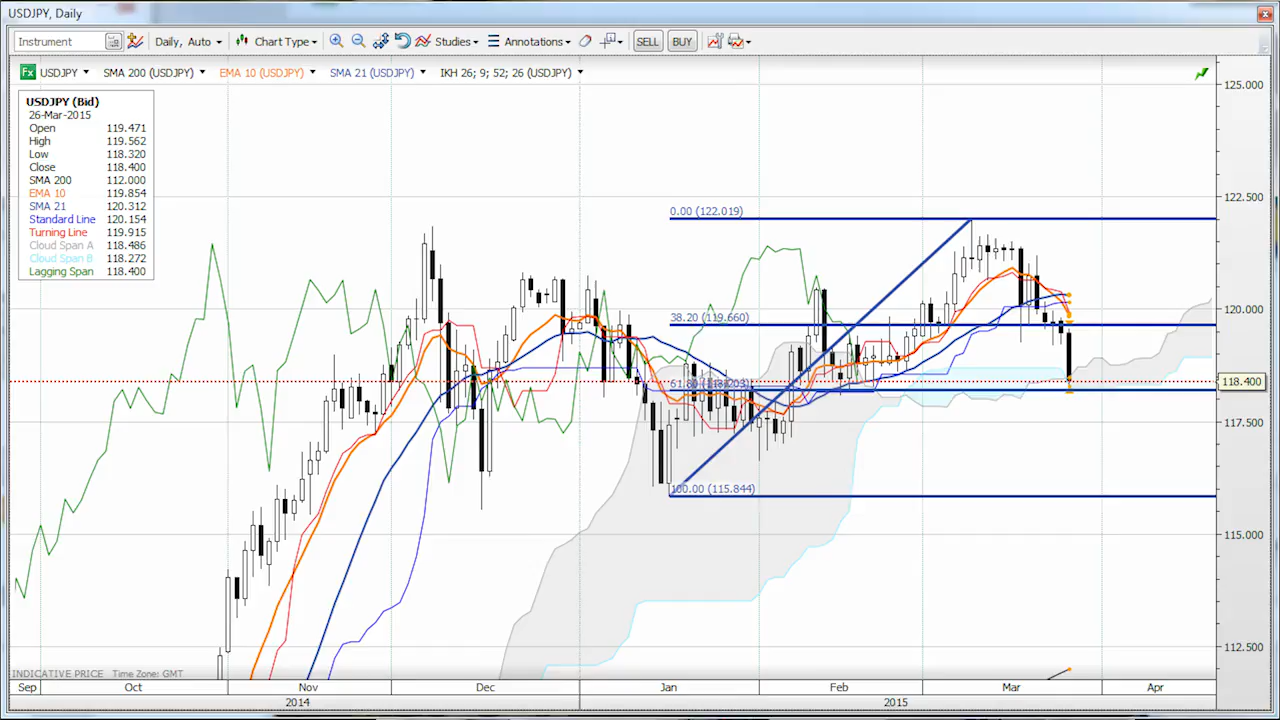 USDJPY, Daily
Instrument Daily, Auto Chart Type Studies Annotations SELL BUY
Fx USDJPY SMA 200 (USDJPY) EMA 10 (USDJPY) SMA 21 (USDJPY) IKH 26; 9; 52; 26 (USDJPY)
USDJPY (Bid)
26-Mar-2015
Open 119.471
High 119.562
Low 118.320
Close 118.400
SMA 200 112.000
EMA 10 119.854
SMA 21 120.312
Standard Line 120.154
Turning Line 119.915
Cloud Span A 118.486
Cloud Span B 118.272
Lagging Span 118.400
125.000
122.500
0.00 (122.019)
120.000
38.20 (119.660)
118.400
117.500
100.00 (115.844)
115.000
112.500
INDICATIVE PRICE Time Zone: GMT
Sep Oct Nov Dec Jan Feb Mar Apr
2014 2015